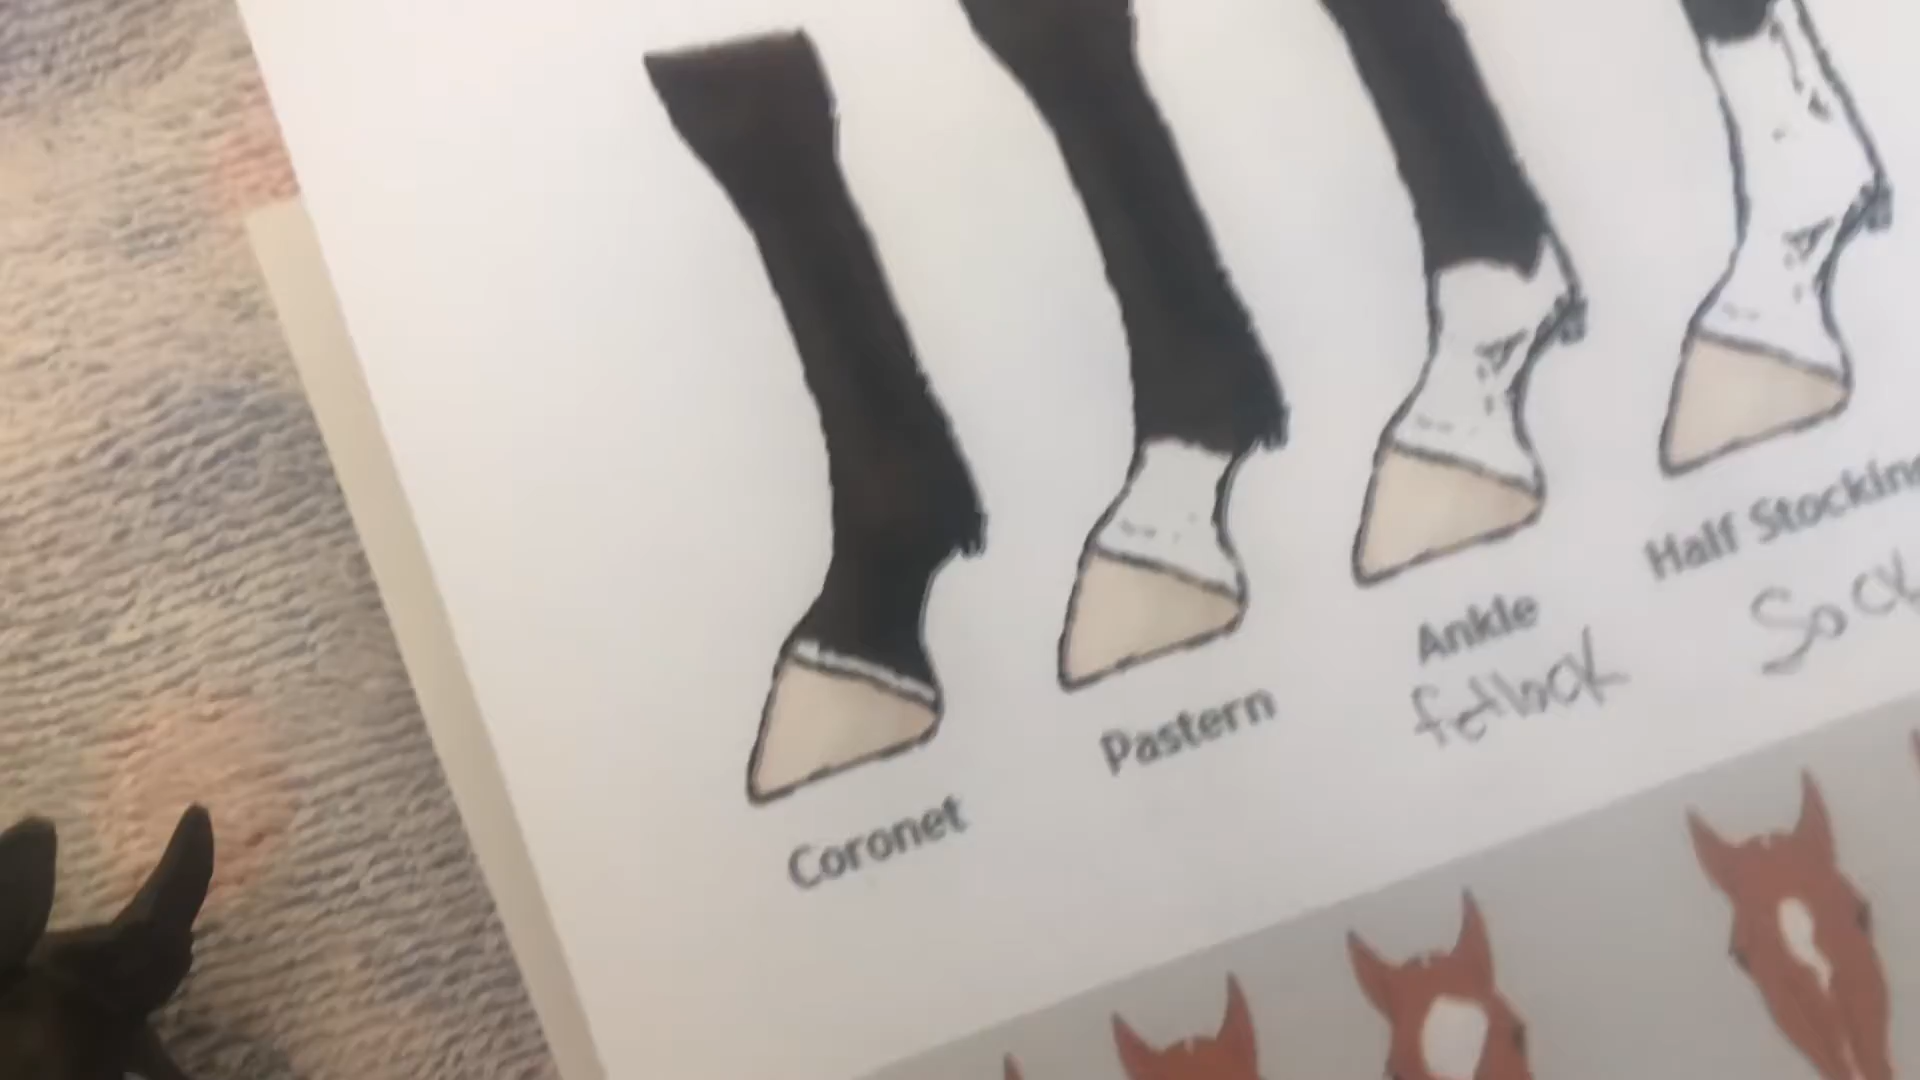 Coronet
Pastern
Ankle
fetlock
Half Stocking
Sock